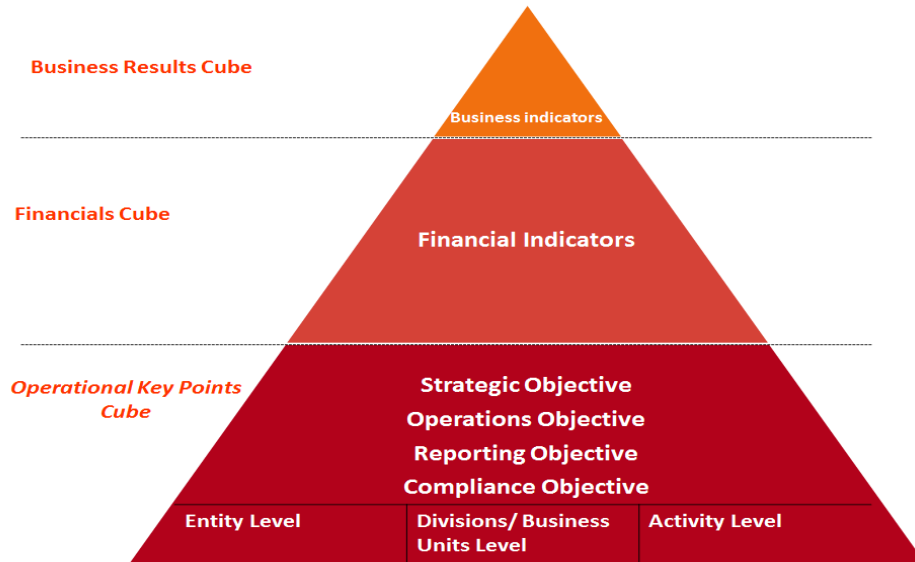 Business Results Cube
Business indicators
Financials Cube
Financial Indicators
Operational Key Points
Cube
Strategic Objective
Operations Objective
Reporting Objective
Compliance Objective
Entity Level
Divisions/ Business
Units Level
Activity Level